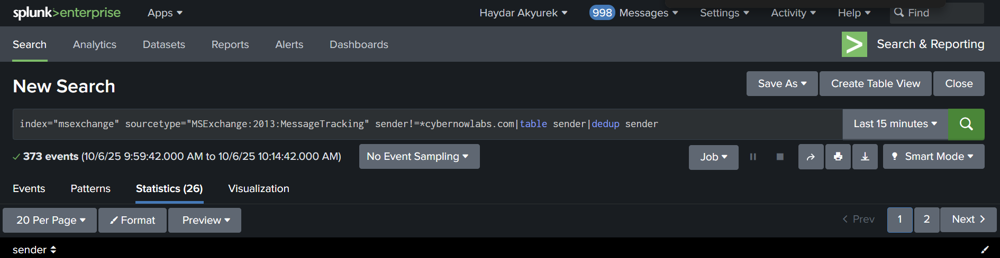 splunk>enterprise Apps Haydar Akyurek 998 Messages Settings Activity Help Find
Search Analytics Datasets Reports Alerts Dashboards Search & Reporting
New Search Save As Create Table View Close
index="msexchange" sourcetype="MSExchange:2013:MessageTracking" sender!=*cybernowlabs.com|table sender|dedup sender Last 15 minutes
373 events (10/6/25 9:59:42.000 AM to 10/6/25 10:14:42.000 AM) No Event Sampling Job Smart Mode
Events Patterns Statistics (26) Visualization
20 Per Page Format Preview < Prev 1 2 Next >
sender